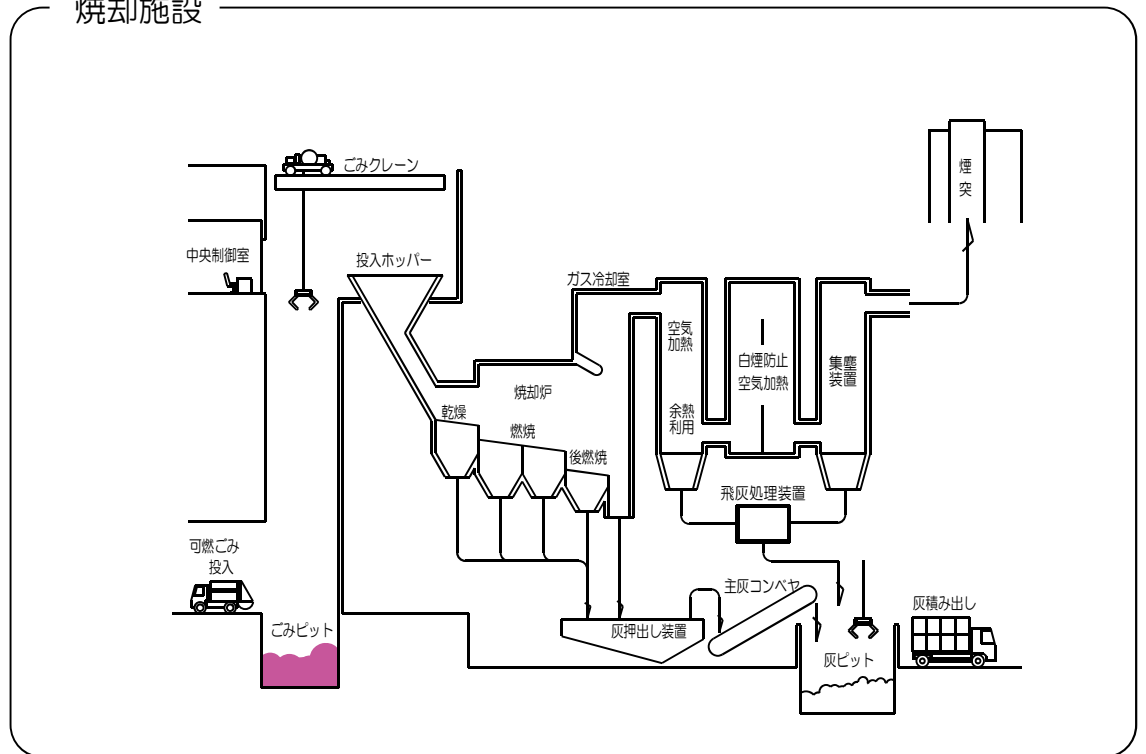 焼却施設
ごみクレーン
煙
突
中央制御室
投入ホッパー
ガス冷却室
空気
加熱
白煙防止
空気加熱
集塵
装置
焼却炉
乾燥
燃焼
後燃焼
余熱
利用
飛灰処理装置
可燃ごみ
投入
主灰コンベヤ
灰積み出し
ごみピット
灰押出し装置
灰ピット